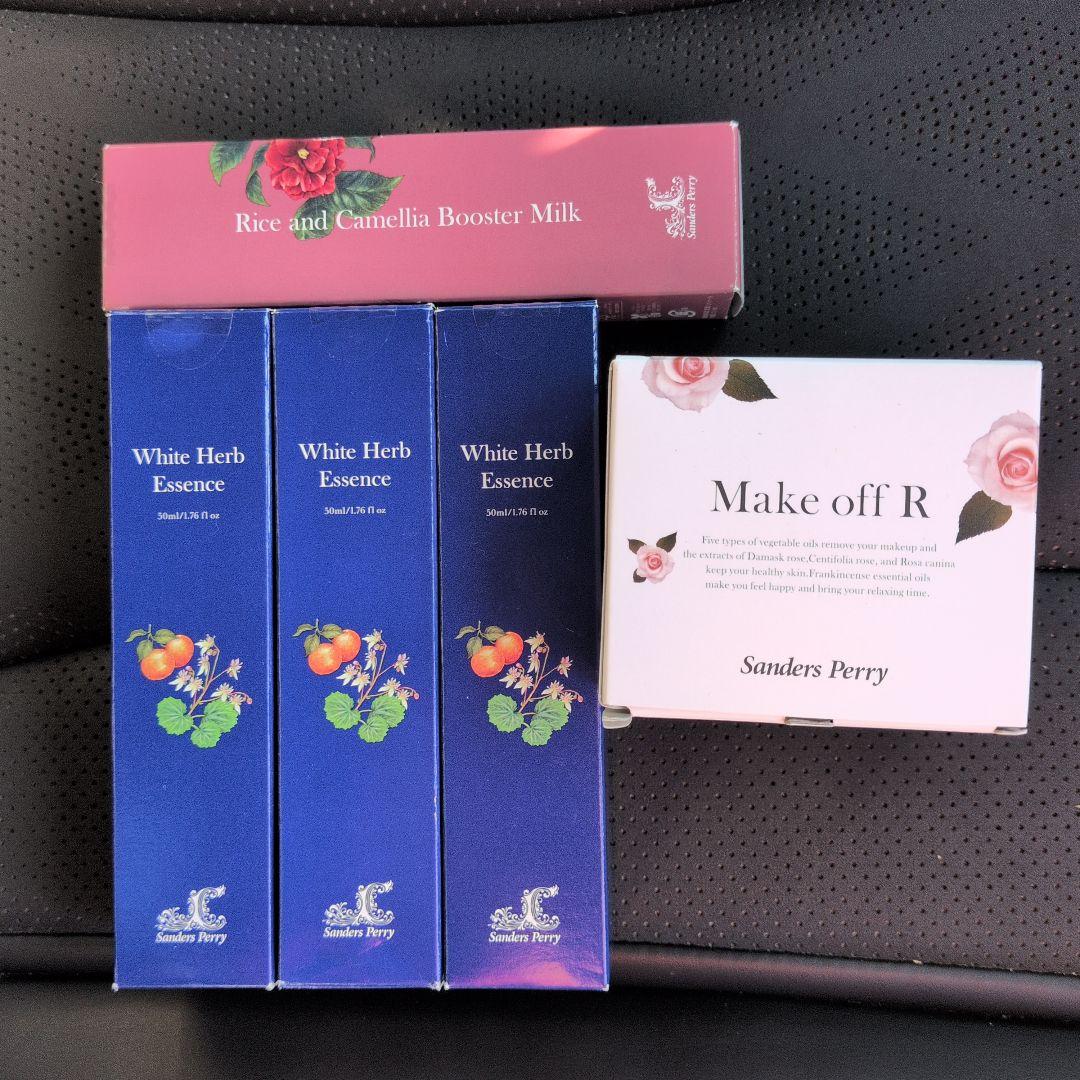 Rice and Camellia Booster Milk
Sanders Perry
White Herb
Essence
50ml/1.76 fl oz
Sanders Perry
White Herb
Essence
50ml/1.76 fl oz
Sanders Perry
White Herb
Essence
50ml/1.76 fl oz
Sanders Perry
Make off R
Five types of vegetable oils remove your makeup and
the extracts of Damask rose,Centifolia rose, and Rosa canina
keep your healthy skin.Frankincense essential oils
make you feel happy and bring your relaxing time.
Sanders Perry